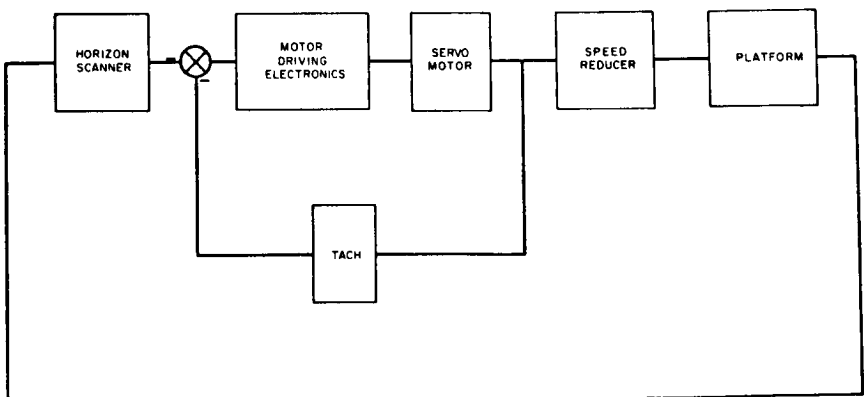 HORIZON
SCANNER
MOTOR
DRIVING
ELECTRONICS
SERVO
MOTOR
SPEED
REDUCER
PLATFORM
TACH